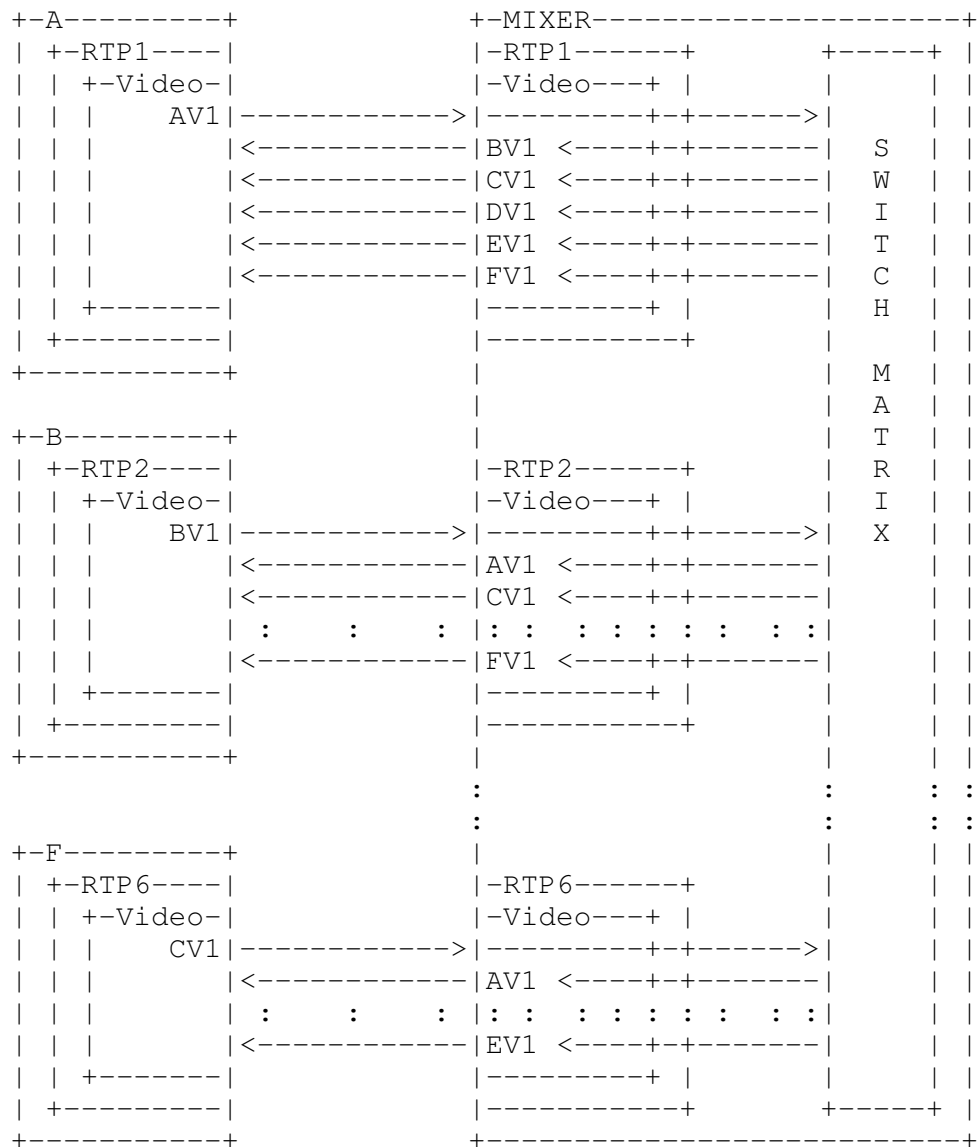 +-A---------+             +-MIXER---------------------+
| +-RTP1----|             |-RTP1------+       +-----+ |
| | +-Video-|             |-Video---+ |       |     | |
| | |    AV1|------------>|---------+-+------>|     | |
| | |       |<------------|BV1 <----+-+-------|  S  | |
| | |       |<------------|CV1 <----+-+-------|  W  | |
| | |       |<------------|DV1 <----+-+-------|  I  | |
| | |       |<------------|EV1 <----+-+-------|  T  | |
| | |       |<------------|FV1 <----+-+-------|  C  | |
| | +-------|             |---------+ |       |  H  | |
| +---------|             |-----------+       |     | |
+-----------+             |                   |  M  | |
                          |                   |  A  | |
+-B---------+             |                   |  T  | |
| +-RTP2----|             |-RTP2------+       |  R  | |
| | +-Video-|             |-Video---+ |       |  I  | |
| | |    BV1|------------>|---------+-+------>|  X  | |
| | |       |<------------|AV1 <----+-+-------|     | |
| | |       |<------------|CV1 <----+-+-------|     | |
| | |       | :    :    : |: :  : : : : :  : :|     | |
| | |       |<------------|FV1 <----+-+-------|     | |
| | +-------|             |---------+ |       |     | |
| +---------|             |-----------+       |     | |
+-----------+             |                   |     | |
                          :                   :     : :
                          :                   :     : :
+-F---------+             |                   |     | |
| +-RTP6----|             |-RTP6------+       |     | |
| | +-Video-|             |-Video---+ |       |     | |
| | |    CV1|------------>|---------+-+------>|     | |
| | |       |<------------|AV1 <----+-+-------|     | |
| | |       | :    :    : |: :  : : : : :  : :|     | |
| | |       |<------------|EV1 <----+-+-------|     | |
| | +-------|             |---------+ |       |     | |
| +---------|             |-----------+       +-----+ |
+-----------+             +---------------------------+